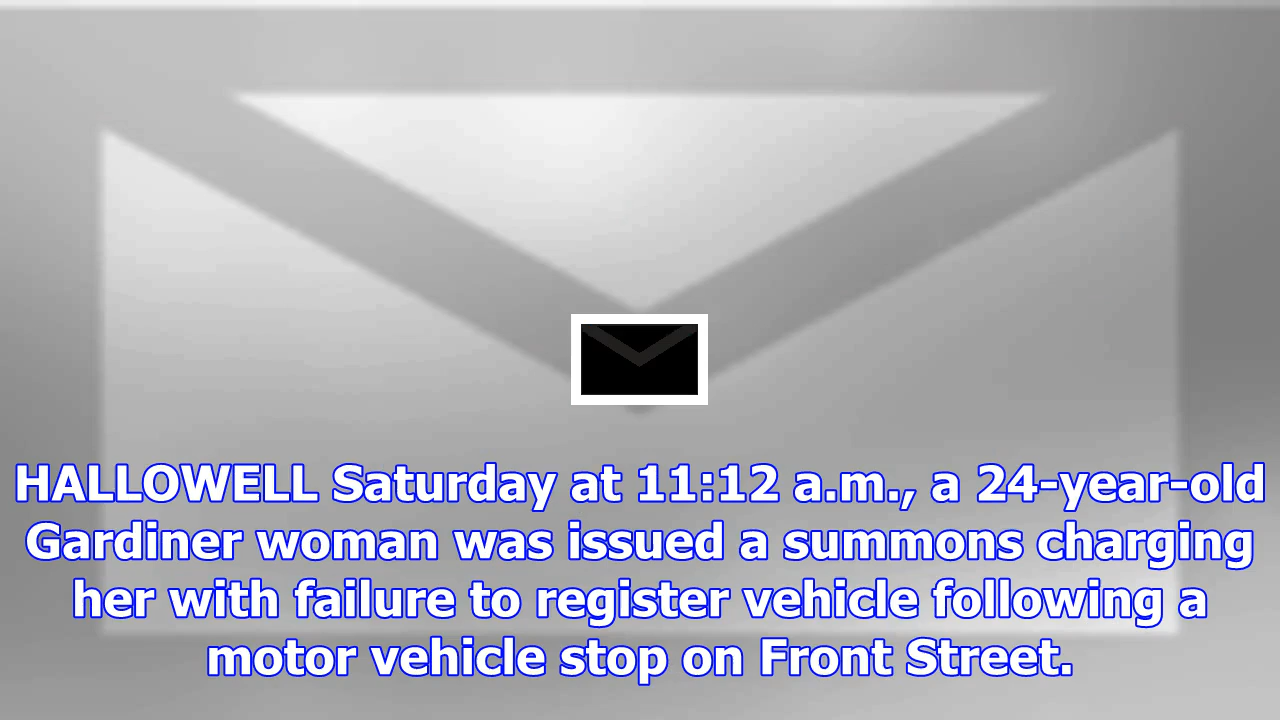 HALLOWELL Saturday at 11:12 a.m., a 24-year-old
Gardiner woman was issued a summons charging
her with failure to register vehicle following a
motor vehicle stop on Front Street.